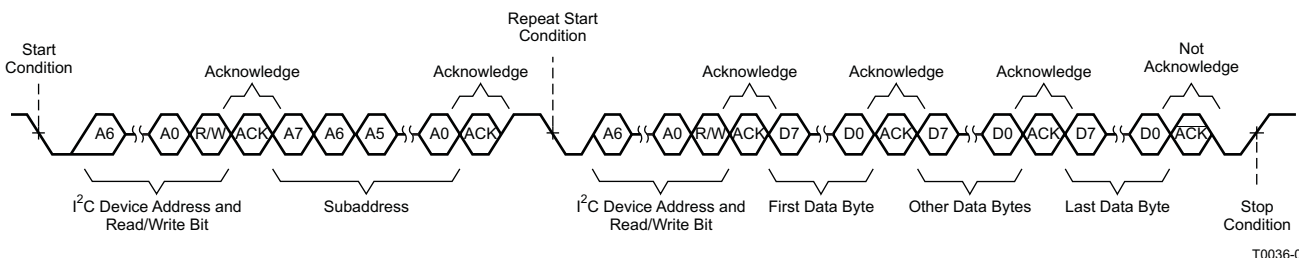 Repeat Start
Condition
Start
Condition
Acknowledge
Acknowledge
Acknowledge
Acknowledge
Acknowledge
Not
Acknowledge
A6 A0 R/W ACK A7 A6 A5 A0 ACK A6 A0 R/W ACK D7 D0 ACK D7 D0 ACK D7 D0 ACK
I2C Device Address and
Read/Write Bit
Subaddress
I2C Device Address and
Read/Write Bit
First Data Byte
Other Data Bytes
Last Data Byte
Stop
Condition